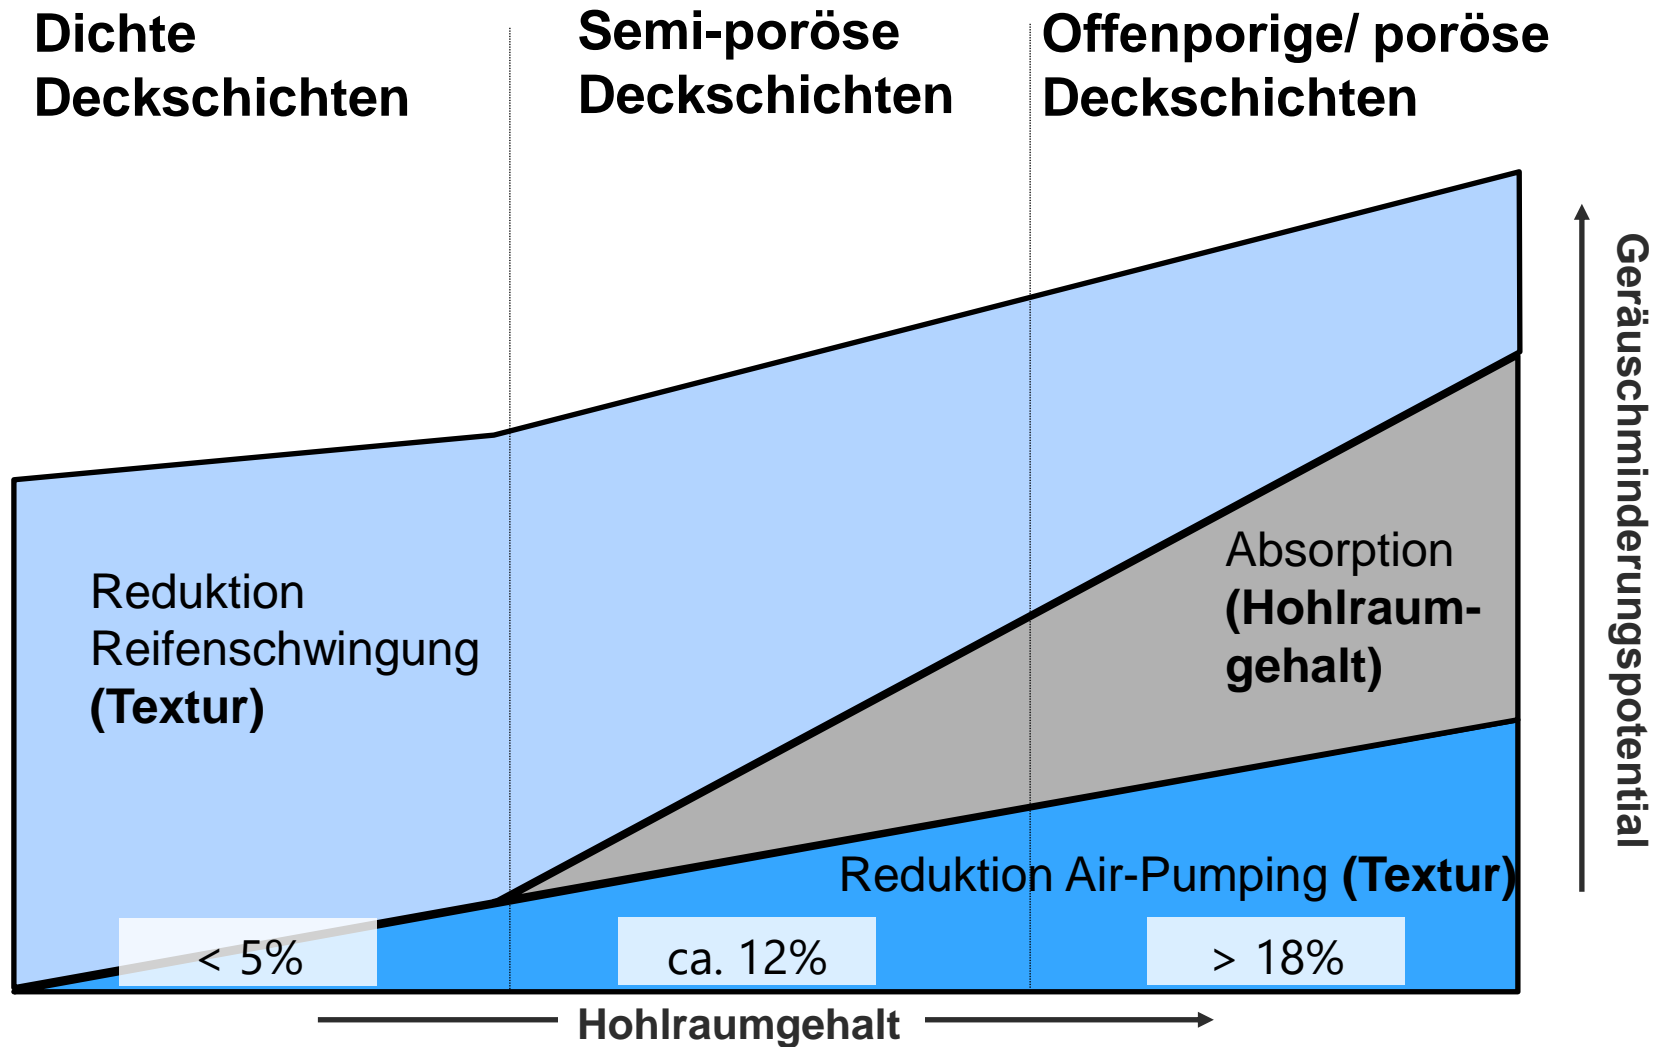 Dichte
Deckschichten
Semi-poröse
Deckschichten
Offenporige/ poröse
Deckschichten
Geräuschminderungspotential
Reduktion
Reifenschwingung
(Textur)
Absorption
(Hohlraum-
gehalt)
Reduktion Air-Pumping (Textur)
< 5%
ca. 12%
> 18%
Hohlraumgehalt